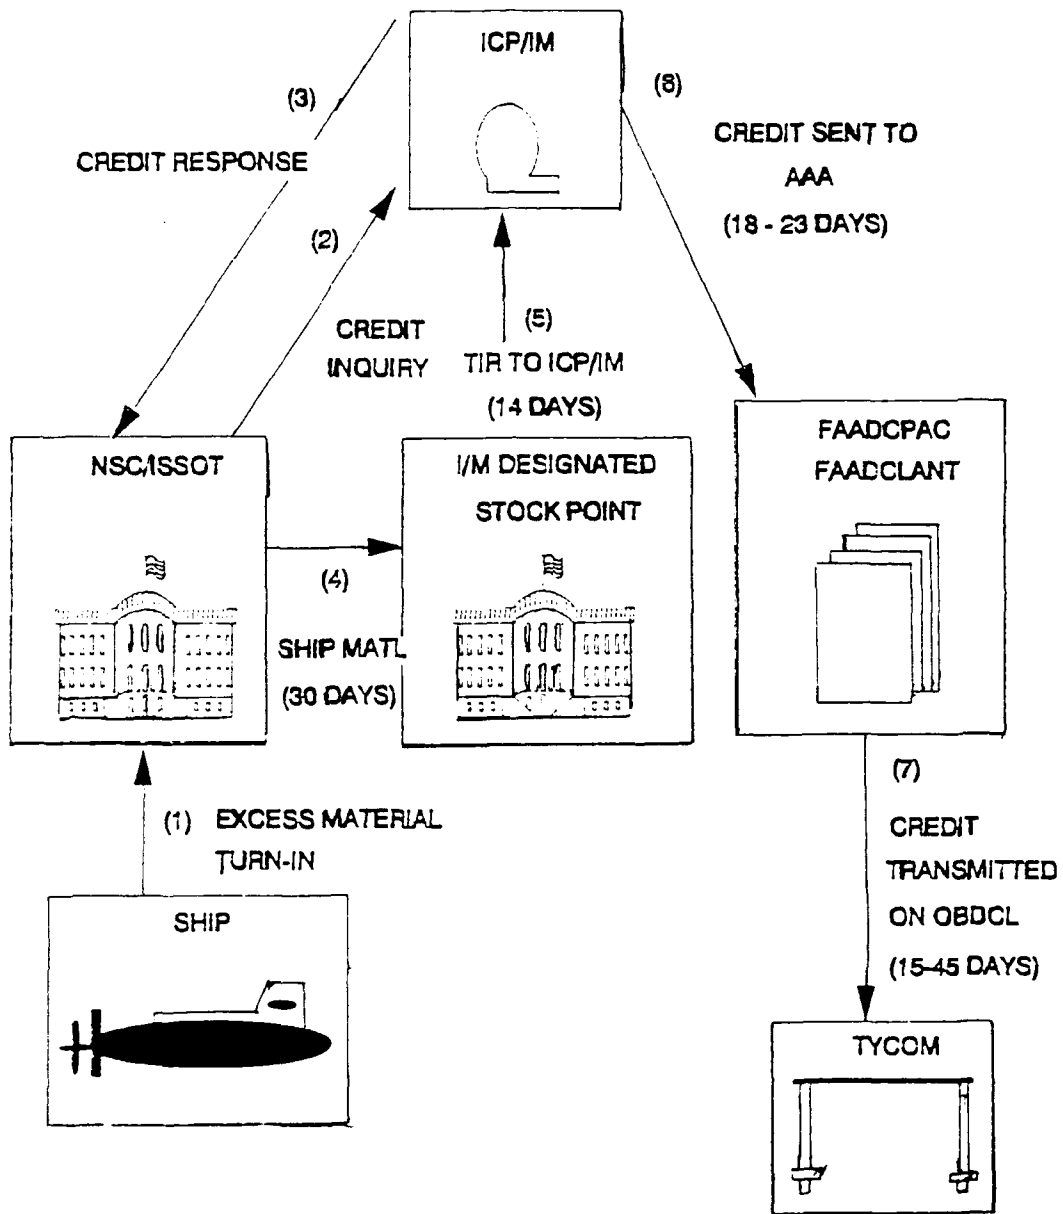 ICP/IM
(3)
CREDIT RESPONSE
(2)
CREDIT
INQUIRY
(6)
CREDIT SENT TO
AAA
(18 - 23 DAYS)
(5)
TIR TO ICP/IM
(14 DAYS)
NSC/ISSOT
I/M DESIGNATED
STOCK POINT
FAADCPAC
FAADCLANT
(4)
SHIP MATL
(30 DAYS)
(1) EXCESS MATERIAL
TURN-IN
(7)
CREDIT
TRANSMITTED
ON OBDCL
(15-45 DAYS)
SHIP
TYCOM